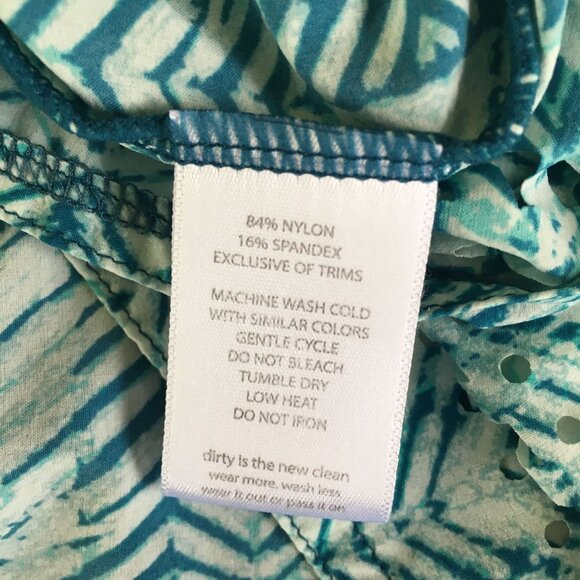 84% NYLON
16% SPANDEX
EXCLUSIVE OF TRIMS
MACHINE WASH COLD
WITH SIMILAR COLORS
GENTLE CYCLE
DO NOT BLEACH
TUMBLE DRY
LOW HEAT
DO NOT IRON
dirty is the new clean
wear more. wash less
wear it out or pass it on